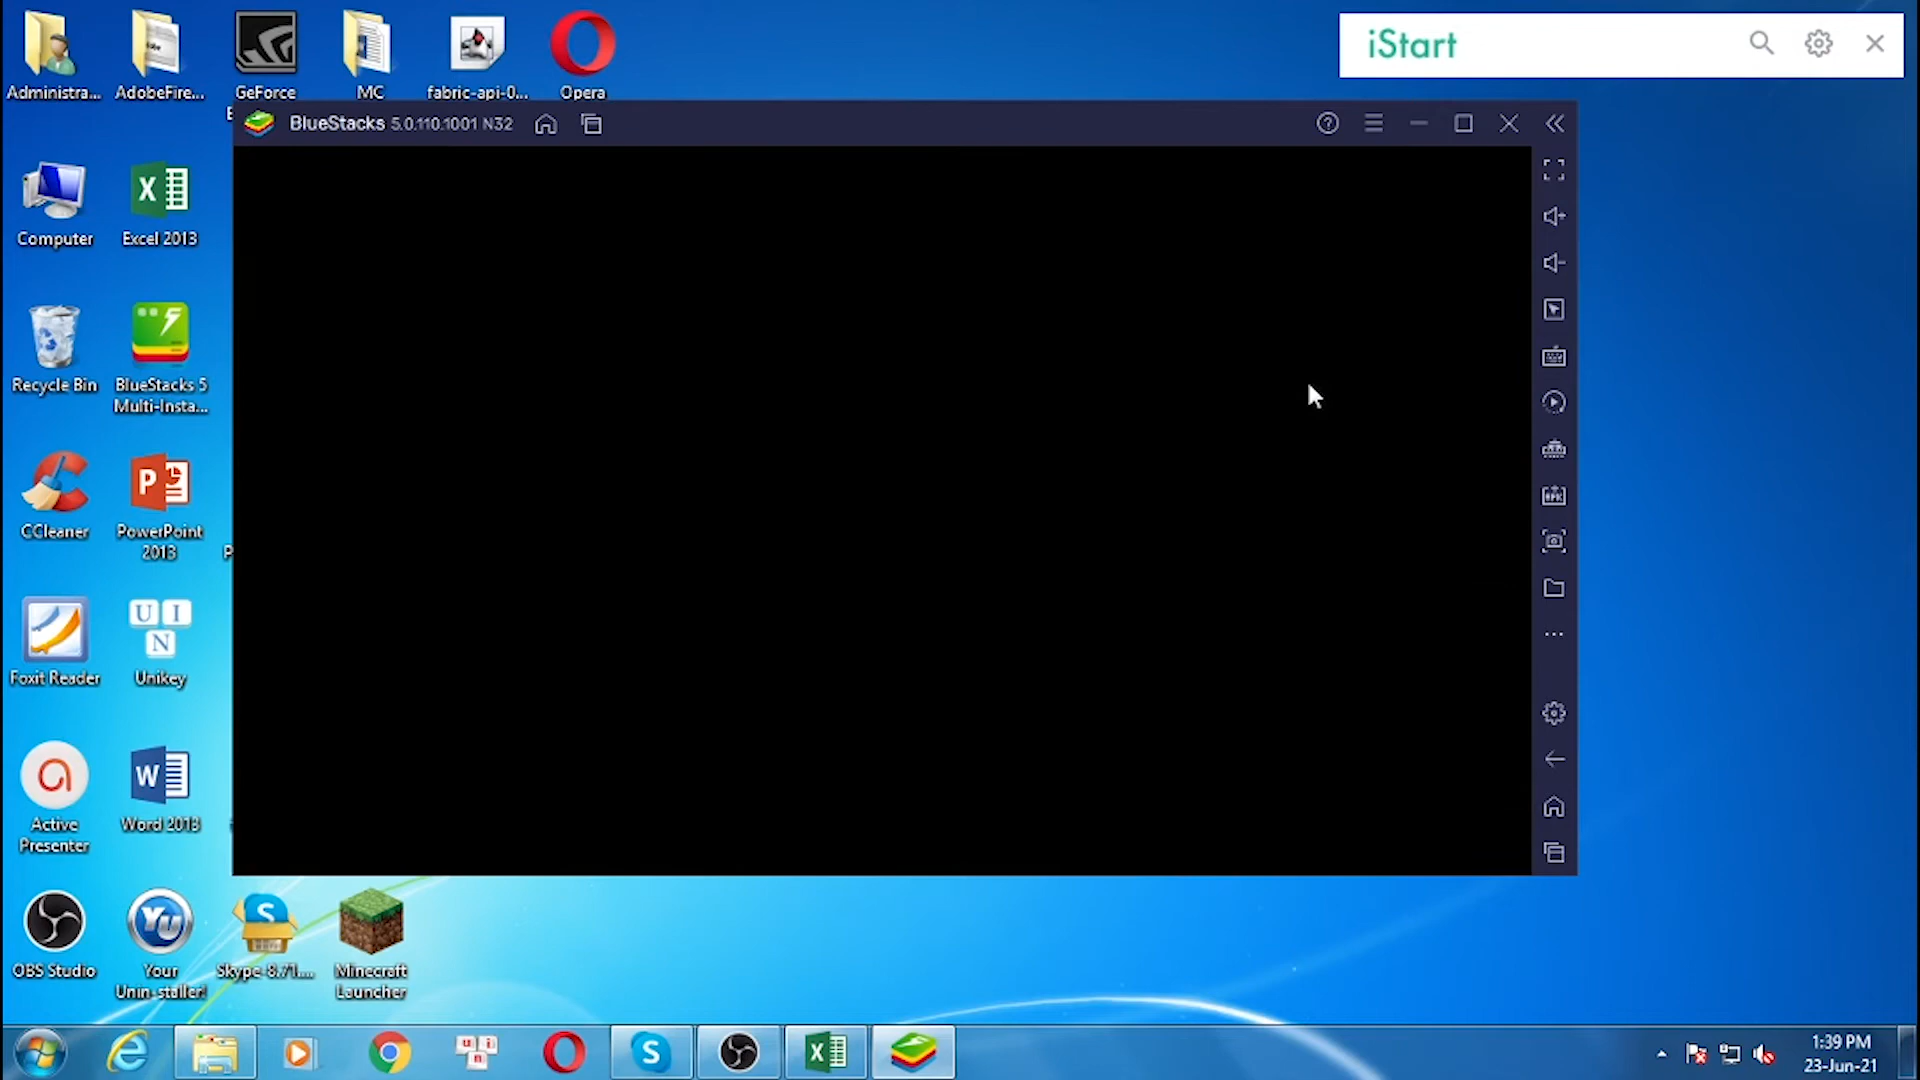 iStart
Administra...
AdobeFire...
GeForce
MC
fabric-api-0...
Opera
BlueStacks 5.0.110.1001 N32
Computer
Excel 2013
Recycle Bin
BlueStacks 5
Multi-Insta...
CCleaner
PowerPoint
2013
Foxit Reader
Unikey
Active
Presenter
Word 2013
OBS Studio
Your
Unin-staller!
Skype-8.71....
Minecraft
Launcher
1:39 PM
23-Jun-21